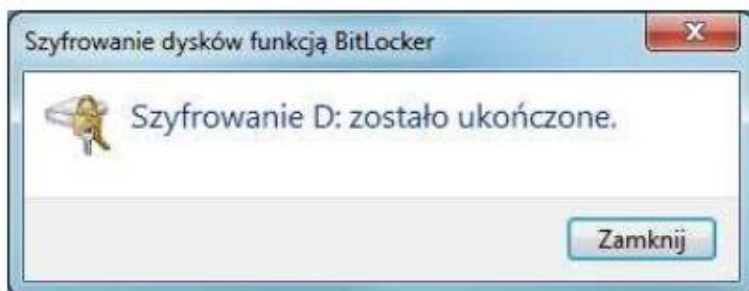 Szyfrowanie dysków funkcją BitLocker
Szyfrowanie D: zostało ukończone.
Zamknij